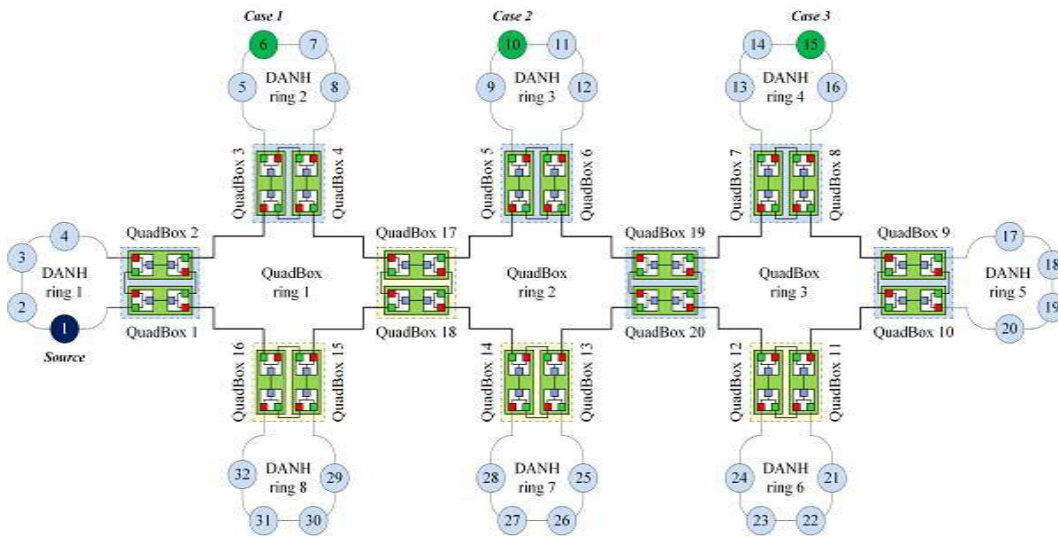 Case 1
Case 2
Case 3
6
7
10
11
14
15
5
DANH
ring 2
8
9
DANH
ring 3
12
13
DANH
ring 4
16
QuadBox 3
QuadBox 4
QuadBox 5
QuadBox 6
QuadBox 7
QuadBox 8
4
QuadBox 2
QuadBox 17
QuadBox 19
QuadBox 9
17
3
DANH
ring 1
QuadBox
ring 1
QuadBox
ring 2
QuadBox
ring 3
DANH
ring 5
18
2
1
19
20
Source
QuadBox 1
QuadBox 18
QuadBox 20
QuadBox 10
QuadBox 16
QuadBox 15
QuadBox 14
QuadBox 13
QuadBox 12
QuadBox 11
32
DANH
ring 8
29
28
DANH
ring 7
25
24
DANH
ring 6
21
31
30
27
26
23
22